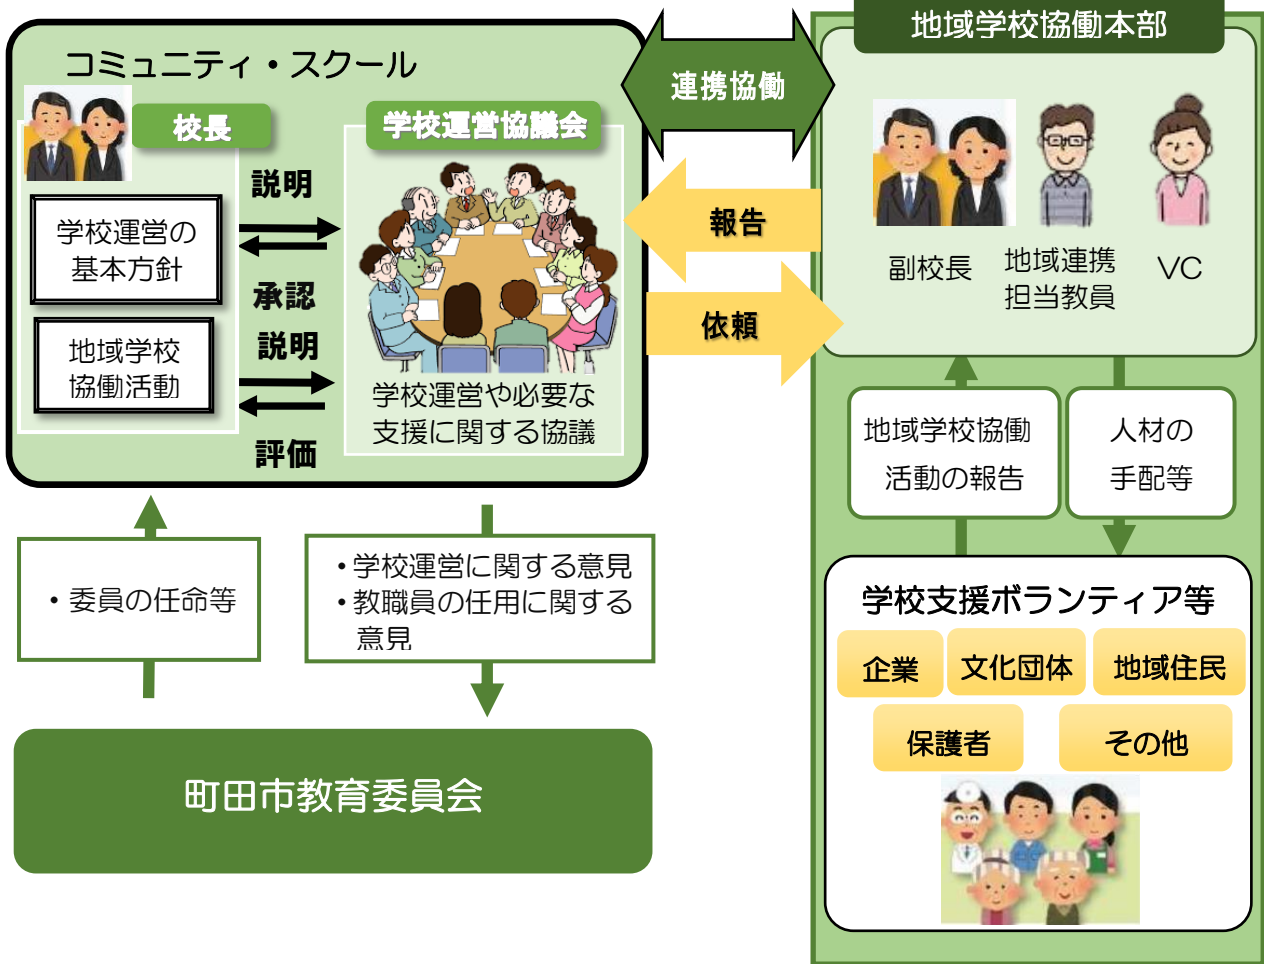 コミュニティ・スクール
校長
学校運営の
基本方針
地域学校
協働活動
説明
承認
説明
評価
学校運営協議会
学校運営や必要な
支援に関する協議
連携協働
報告
依頼
地域学校協働本部
副校長
地域連携
担当教員
VC
地域学校協働
活動の報告
人材の
手配等
学校支援ボランティア等
企業
文化団体
地域住民
保護者
その他
・委員の任命等
・学校運営に関する意見
・教職員の任用に関する
意見
町田市教育委員会